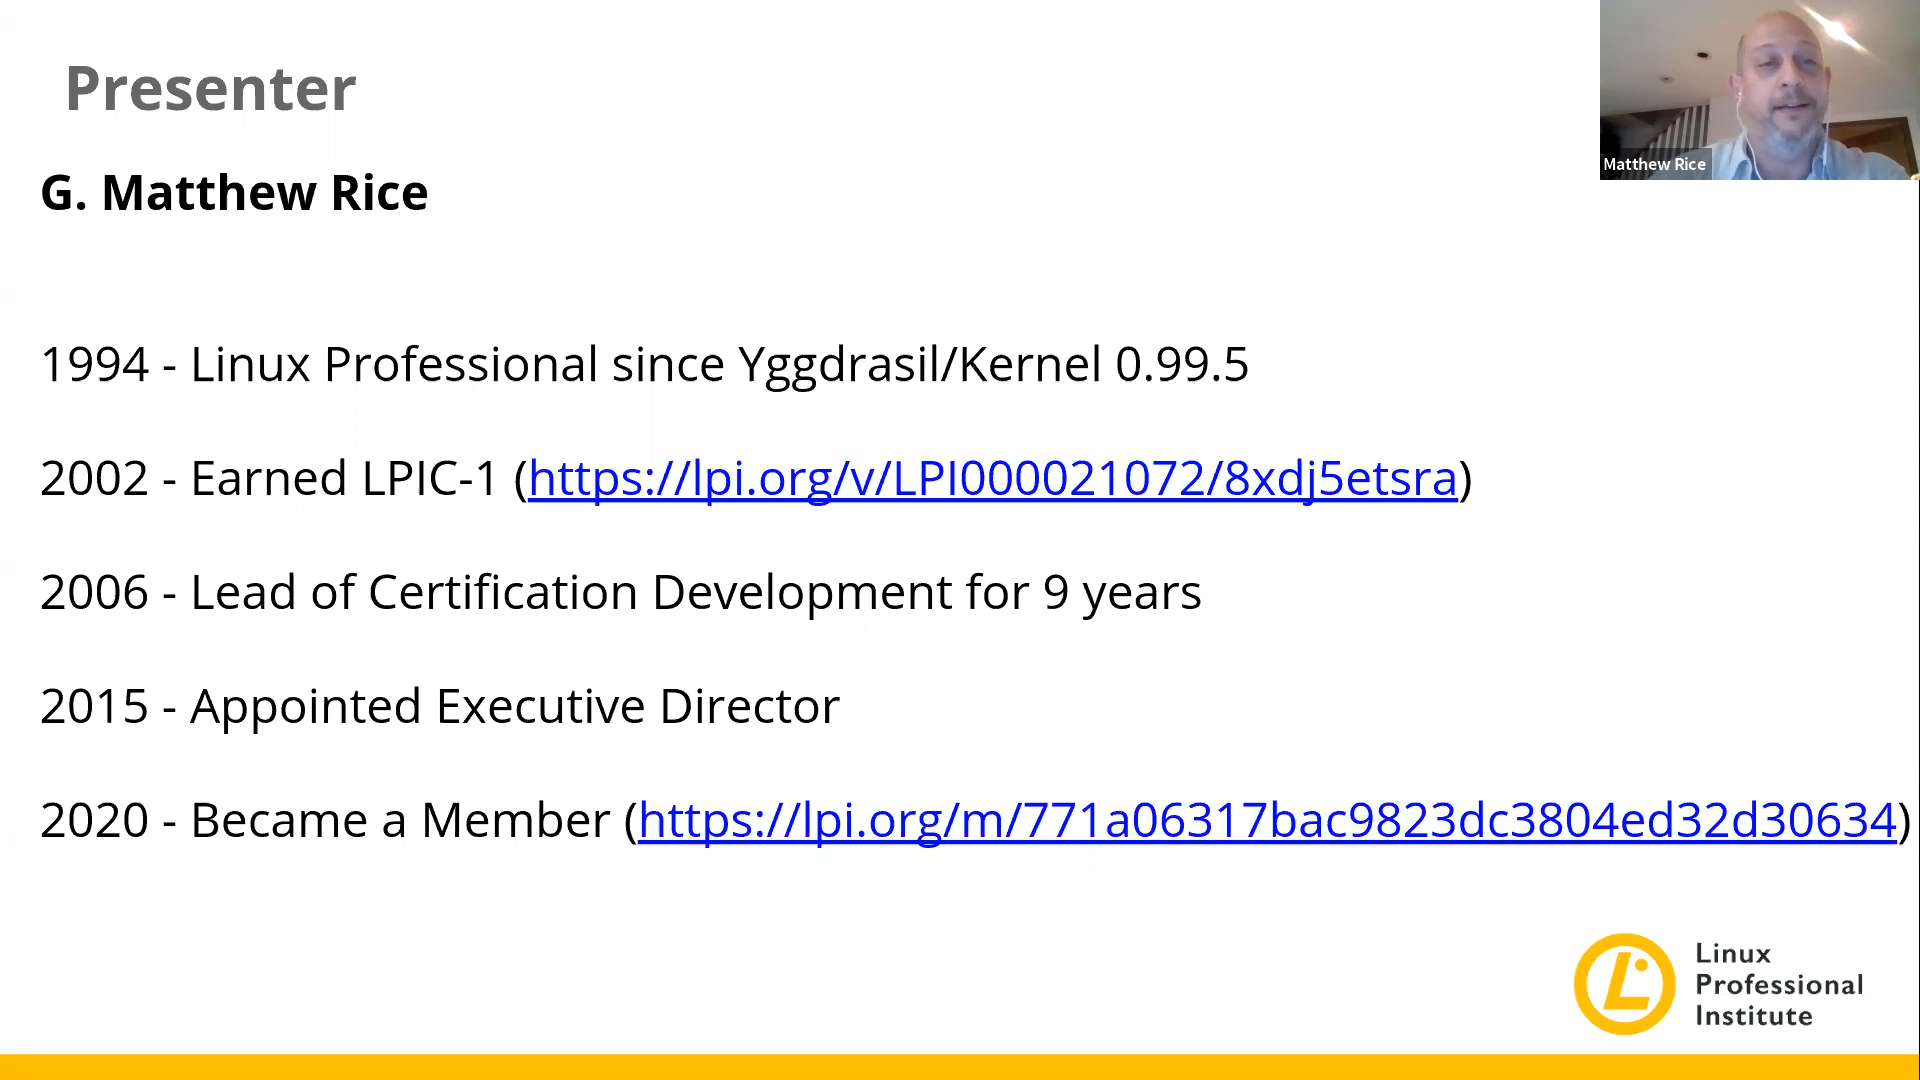 Presenter
Matthew Rice
G. Matthew Rice
1994 - Linux Professional since Yggdrasil/Kernel 0.99.5
2002 - Earned LPIC-1 (https://lpi.org/v/LPI000021072/8xdj5etsra)
2006 - Lead of Certification Development for 9 years
2015 - Appointed Executive Director
2020 - Became a Member (https://lpi.org/m/771a06317bac9823dc3804ed32d30634)
Linux
Professional
Institute